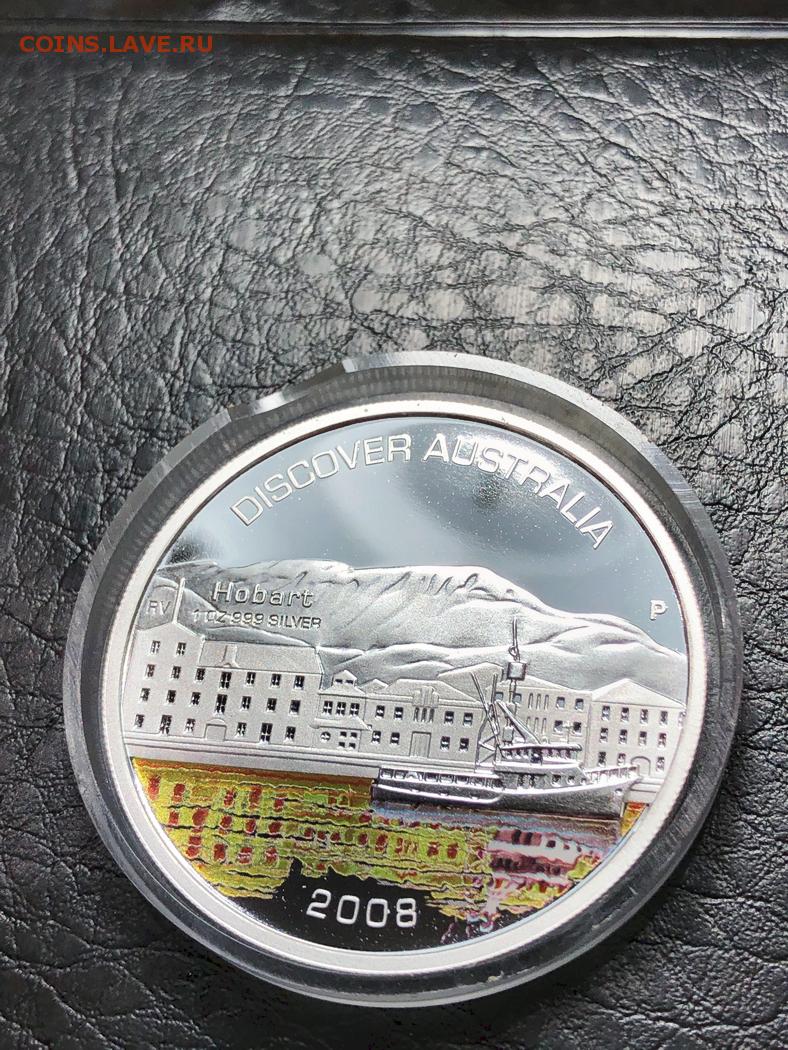 COINS.LAVE.RU
DISCOVER AUSTRALIA
Hobart
RV
1 OZ 999 SILVER
P
2008